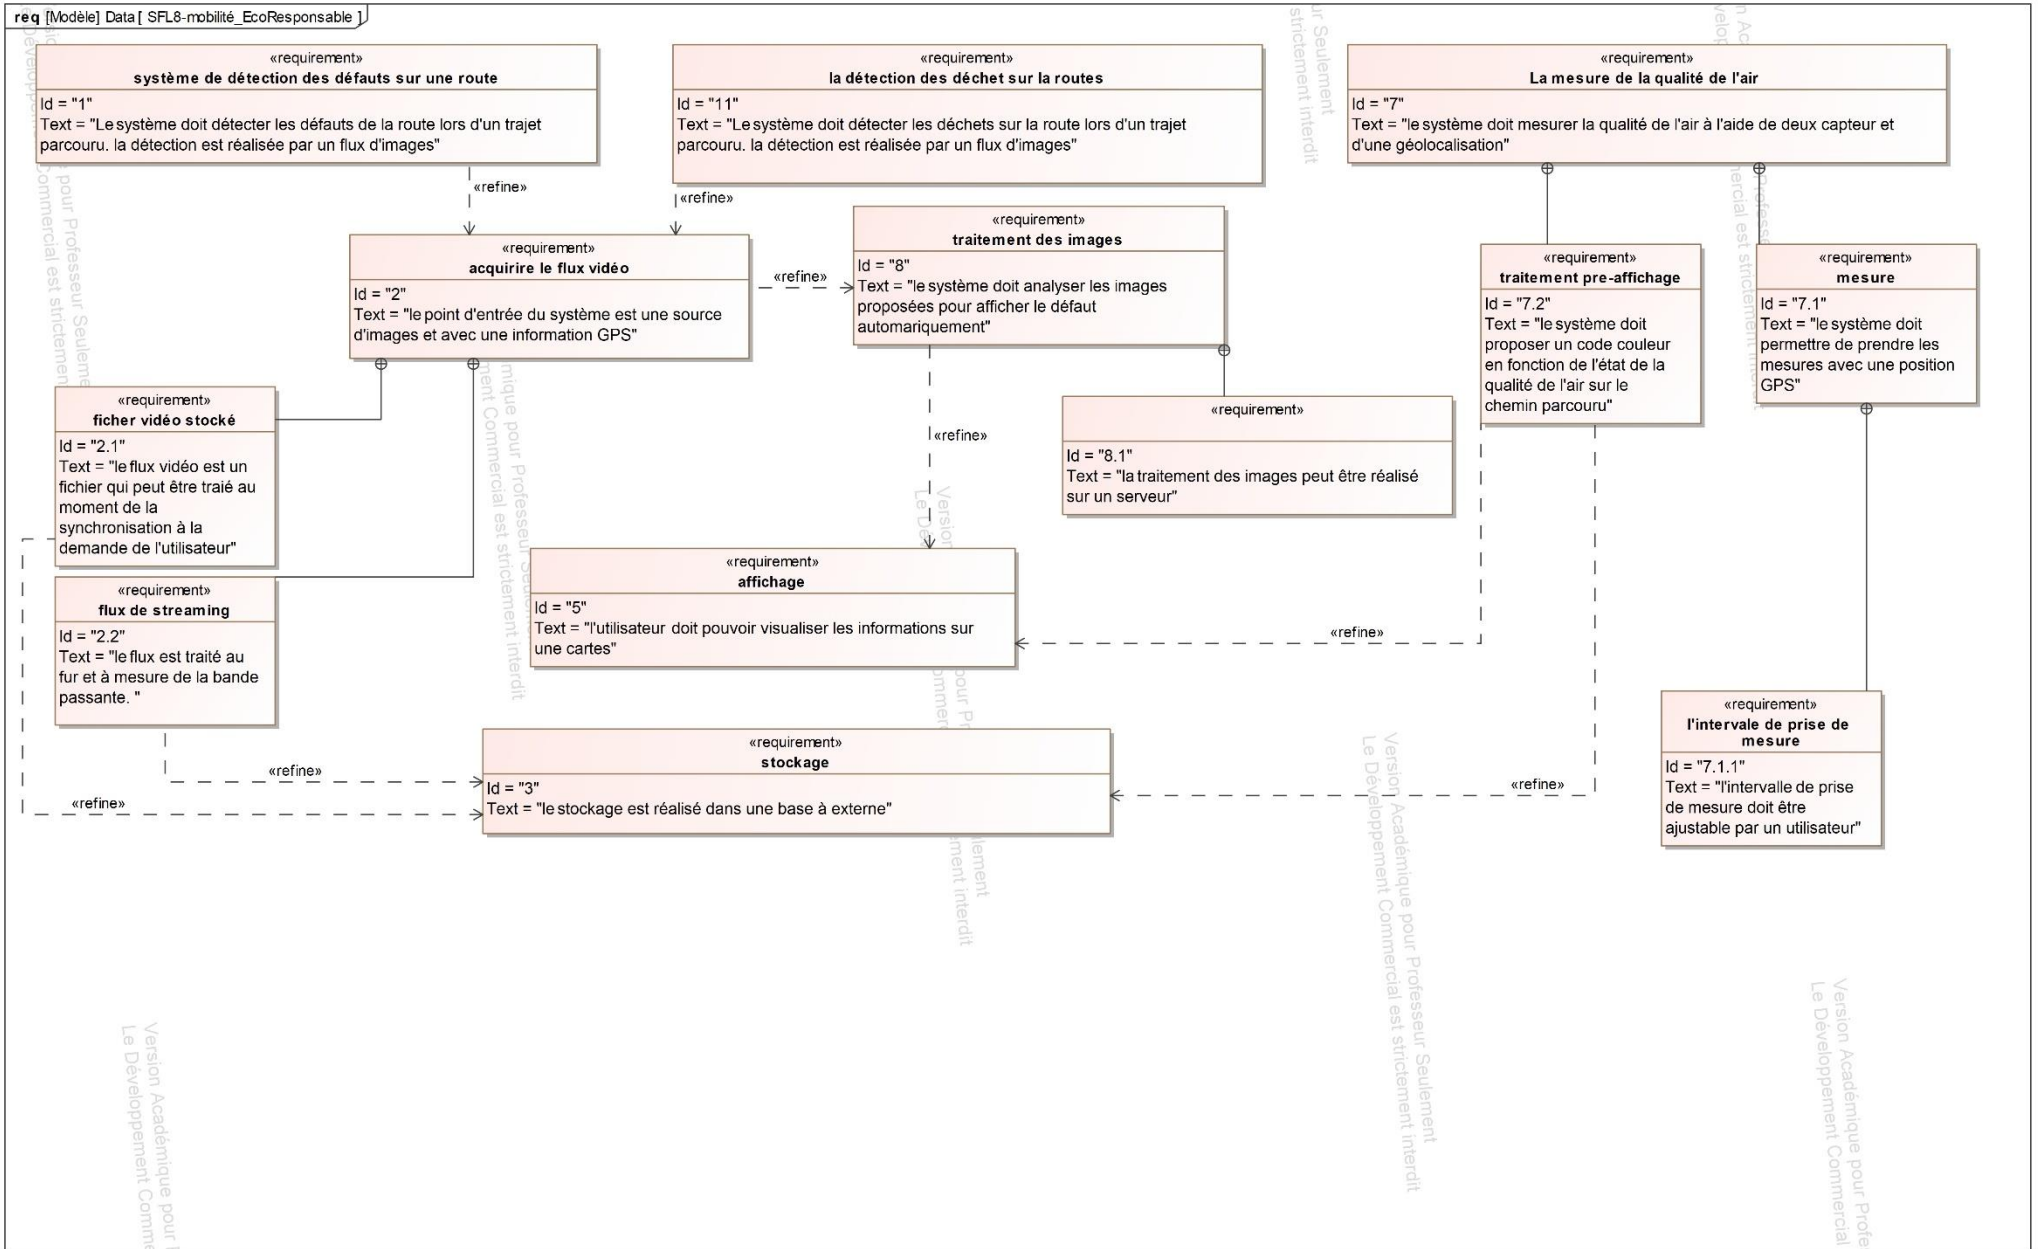 req [Modèle] Data [ SFL8-mobilité_EcoResponsable ]
«requirement»
système de détection des défauts sur une route
Id = "1"
Text = "Le système doit détecter les défauts de la route lors d'un trajet
parcouru. la détection est réalisée par un flux d'images"
«requirement»
la détection des déchet sur la routes
Id = "11"
Text = "Le système doit détecter les déchets sur la route lors d'un trajet
parcouru. la détection est réalisée par un flux d'images"
«requirement»
La mesure de la qualité de l'air
Id = "7"
Text = "le système doit mesurer la qualité de l'air à l'aide de deux capteur et
d'une géolocalisation"
«refine»
«refine»
«requirement»
acquirire le flux vidéo
Id = "2"
Text = "le point d'entrée du système est une source
d'images et avec une information GPS"
«refine»
«requirement»
traitement des images
Id = "8"
Text = "le système doit analyser les images
proposées pour afficher le défaut
automariquement"
«requirement»
traitement pre-affichage
Id = "7.2"
Text = "le système doit
proposer un code couleur
en fonction de l'état de la
qualité de l'air sur le
chemin parcouru"
«requirement»
mesure
Id = "7.1"
Text = "le système doit
permettre de prendre les
mesures avec une position
GPS"
«requirement»
ficher vidéo stocké
Id = "2.1"
Text = "le flux vidéo est un
fichier qui peut être traié au
moment de la
synchronisation à la
demande de l'utilisateur"
«refine»
«requirement»
Id = "8.1"
Text = "la traitement des images peut être réalisé
sur un serveur"
«requirement»
flux de streaming
Id = "2.2"
Text = "le flux est traité au
fur et à mesure de la bande
passante. "
«requirement»
affichage
Id = "5"
Text = "l'utilisateur doit pouvoir visualiser les informations sur
une cartes"
«refine»
«requirement»
l'intervale de prise de
mesure
Id = "7.1.1"
Text = "l'intervalle de prise
de mesure doit être
ajustable par un utilisateur"
«refine»
«refine»
«requirement»
stockage
Id = "3"
Text = "le stockage est réalisé dans une base à externe"
«refine»
Version Académique pour Professeur Seulement
Le Développement Commercial est strictement interdit